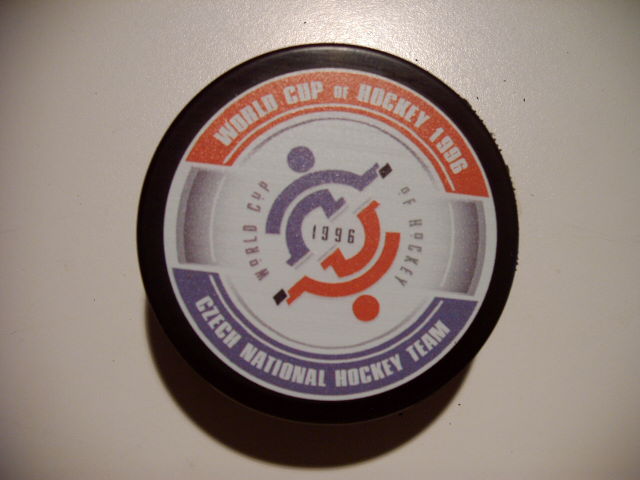 WORLD CUP OF HOCKEY 1996
WORLD CUP
OF HOCKEY
1996
CZECH NATIONAL HOCKEY TEAM